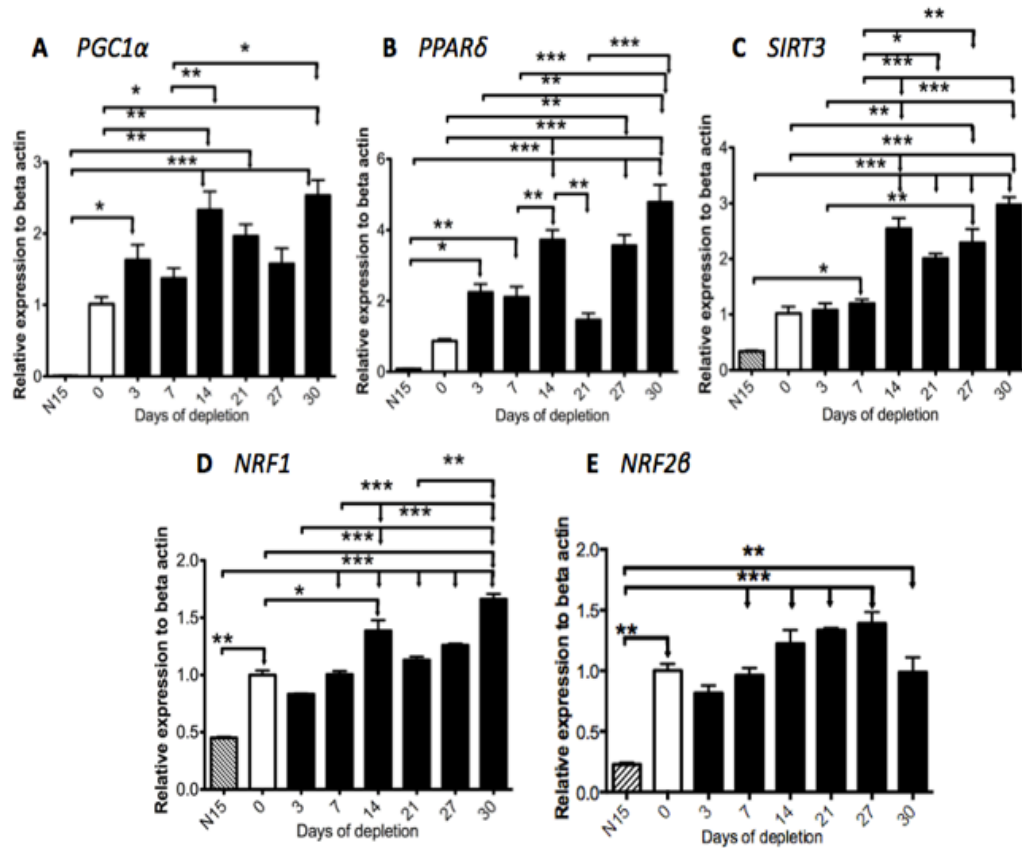 A PGC1α
Relative expression to beta actin
3
2
1
0
* ** * ** ** *** *
N15 0 3 7 14 21 27 30
Days of depletion
B PPARδ
Relative expression to beta actin
6
4
2
0
*** *** ** ** *** *** ** ** ** *
N15 0 3 7 14 21 27 30
Days of depletion
C SIRT3
Relative expression to beta actin
4
3
2
1
0
** * *** *** ** *** *** ** *
N15 0 3 7 14 21 27 30
Days of depletion
D NRF1
Relative expression to beta actin
2.0
1.5
1.0
0.5
0.0
** *** *** *** *** * **
N15 0 3 7 14 21 27 30
Days of depletion
E NRF2β
Relative expression to beta actin
2.0
1.5
1.0
0.5
0.0
** *** **
N15 0 3 7 14 21 27 30
Days of depletion